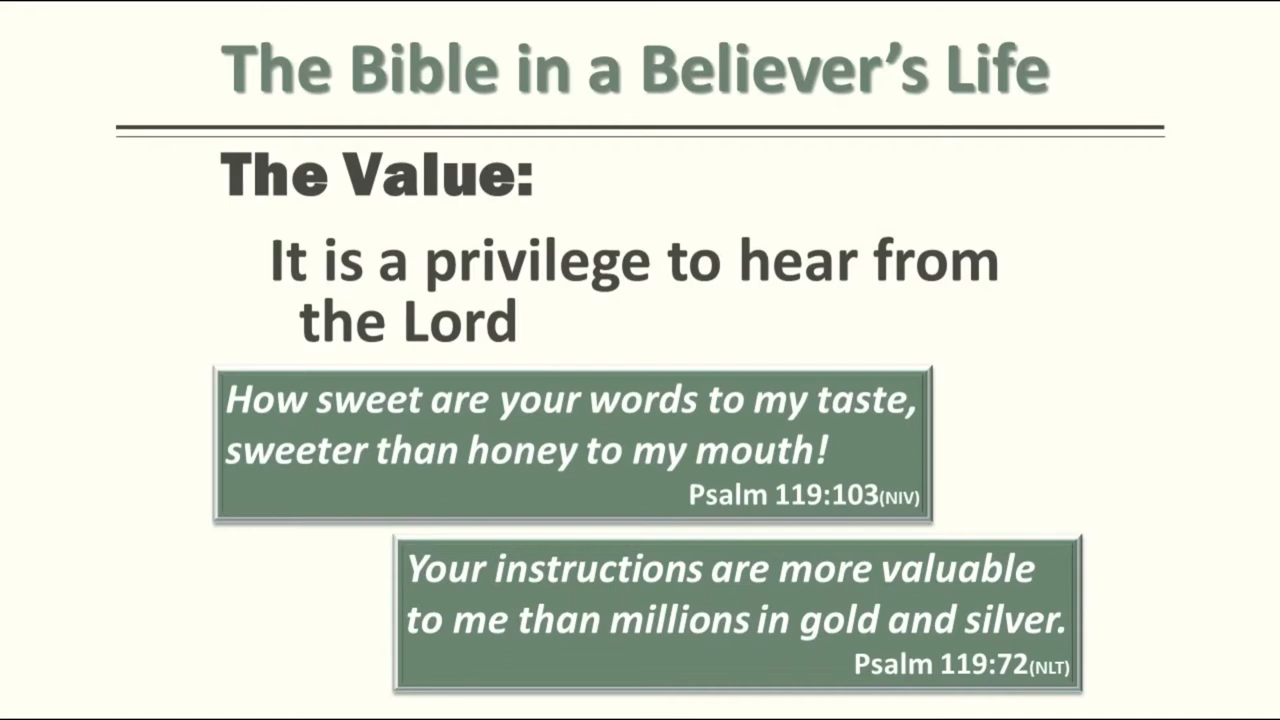 The Bible in a Believer’s Life
The Value:
It is a privilege to hear from
the Lord
How sweet are your words to my taste,
sweeter than honey to my mouth!
Psalm 119:103(NIV)
Your instructions are more valuable
to me than millions in gold and silver.
Psalm 119:72(NLT)